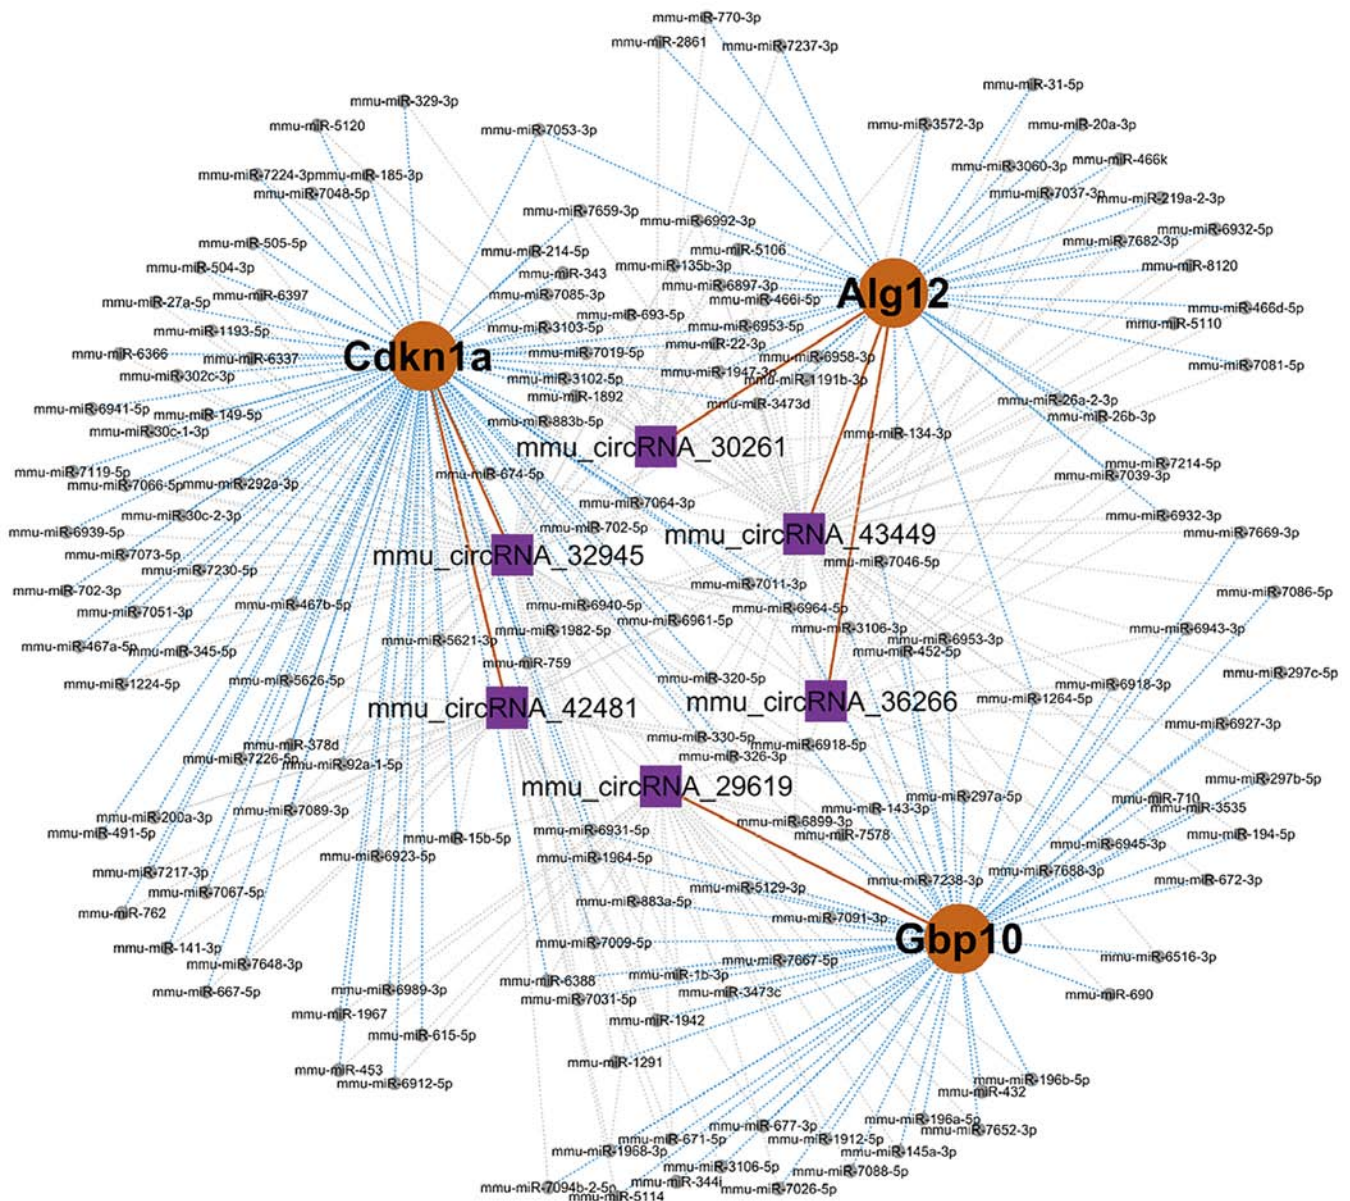 mmu-miR-770-3p
mmu-miR-2861
mmu-miR-7237-3p
mmu-miR-31-5p
mmu-miR-329-3p
mmu-miR-5120
mmu-miR-7053-3p
mmu-miR-3572-3p
mmu-miR-20a-3p
mmu-miR-3060-3p
mmu-miR-466k
mmu-miR-7224-3p
mmu-miR-185-3p
mmu-miR-7048-5p
mmu-miR-7037-3p
mmu-miR-219a-2-3p
mmu-miR-7659-3p
mmu-miR-6992-3p
mmu-miR-6932-5p
mmu-miR-7682-3p
mmu-miR-505-5p
mmu-miR-214-5p
mmu-miR-5106
mmu-miR-504-3p
mmu-miR-343
mmu-miR-135b-3p
mmu-miR-8120
mmu-miR-27a-5p
mmu-miR-6397
mmu-miR-7085-3p
mmu-miR-6897-3p
mmu-miR-466i-5p
Alg12
mmu-miR-466d-5p
mmu-miR-693-5p
mmu-miR-1193-5p
mmu-miR-3103-5p
mmu-miR-6953-5p
mmu-miR-5110
mmu-miR-22-3p
Cdkn1a
mmu-miR-6366
mmu-miR-6337
mmu-miR-7019-5p
mmu-miR-6958-3p
mmu-miR-7081-5p
mmu-miR-302c-3p
mmu-miR-3102-5p
mmu-miR-1947-3p
mmu-miR-1191b-3p
mmu-miR-1892
mmu-miR-3473d
mmu-miR-26a-2-3p
mmu-miR-6941-5p
mmu-miR-149-5p
mmu-miR-26b-3p
mmu-miR-883b-5p
mmu-miR-30c-1-3p
mmu-miR-134-3p
mmu_circRNA_30261
mmu-miR-7119-5p
mmu-miR-674-5p
mmu-miR-7214-5p
mmu-miR-7039-3p
mmu-miR-7066-5p
mmu-miR-292a-3p
mmu-miR-7064-3p
mmu-miR-30c-2-3p
mmu-miR-6932-3p
mmu-miR-6939-5p
mmu-miR-702-5p
mmu_circRNA_43449
mmu-miR-7669-3p
mmu-miR-7073-5p
mmu_circRNA_32945
mmu-miR-7046-5p
mmu-miR-7230-5p
mmu-miR-702-3p
mmu-miR-7011-3p
mmu-miR-7086-5p
mmu-miR-7051-3p
mmu-miR-467b-5p
mmu-miR-6940-5p
mmu-miR-6964-5p
mmu-miR-6961-5p
mmu-miR-1982-5p
mmu-miR-3106-3p
mmu-miR-6943-3p
mmu-miR-467a-5p
mmu-miR-345-5p
mmu-miR-5621-3p
mmu-miR-6953-3p
mmu-miR-452-5p
mmu-miR-759
mmu-miR-297c-5p
mmu-miR-1224-5p
mmu-miR-5626-5p
mmu-miR-320-5p
mmu-miR-6918-3p
mmu-miR-1264-5p
mmu_circRNA_42481
mmu_circRNA_36266
mmu-miR-6927-3p
mmu-miR-330-5p
mmu-miR-378d
mmu-miR-6918-5p
mmu-miR-7226-5p
mmu-miR-92a-1-5p
mmu-miR-326-3p
mmu-miR-297b-5p
mmu_circRNA_29619
mmu-miR-297a-5p
mmu-miR-710
mmu-miR-3535
mmu-miR-200a-3p
mmu-miR-7089-3p
mmu-miR-143-3p
mmu-miR-6899-3p
mmu-miR-491-5p
mmu-miR-15b-5p
mmu-miR-6931-5p
mmu-miR-7578
mmu-miR-194-5p
mmu-miR-6945-3p
mmu-miR-6923-5p
mmu-miR-1964-5p
mmu-miR-7217-3p
mmu-miR-7688-3p
mmu-miR-7238-3p
mmu-miR-672-3p
mmu-miR-7067-5p
mmu-miR-5129-3p
mmu-miR-883a-5p
mmu-miR-762
mmu-miR-7091-3p
mmu-miR-141-3p
mmu-miR-7009-5p
Gbp10
mmu-miR-6516-3p
mmu-miR-7648-3p
mmu-miR-7667-5p
mmu-miR-6388
mmu-miR-1b-3p
mmu-miR-667-5p
mmu-miR-6989-3p
mmu-miR-7031-5p
mmu-miR-3473c
mmu-miR-690
mmu-miR-1967
mmu-miR-1942
mmu-miR-615-5p
mmu-miR-1291
mmu-miR-453
mmu-miR-6912-5p
mmu-miR-196b-5p
mmu-miR-432
mmu-miR-196a-5p
mmu-miR-677-3p
mmu-miR-7652-3p
mmu-miR-671-5p
mmu-miR-1912-5p
mmu-miR-1968-3p
mmu-miR-145a-3p
mmu-miR-3106-5p
mmu-miR-7088-5p
mmu-miR-344i
mmu-miR-7094b-2-5p
mmu-miR-7026-5p
mmu-miR-5114